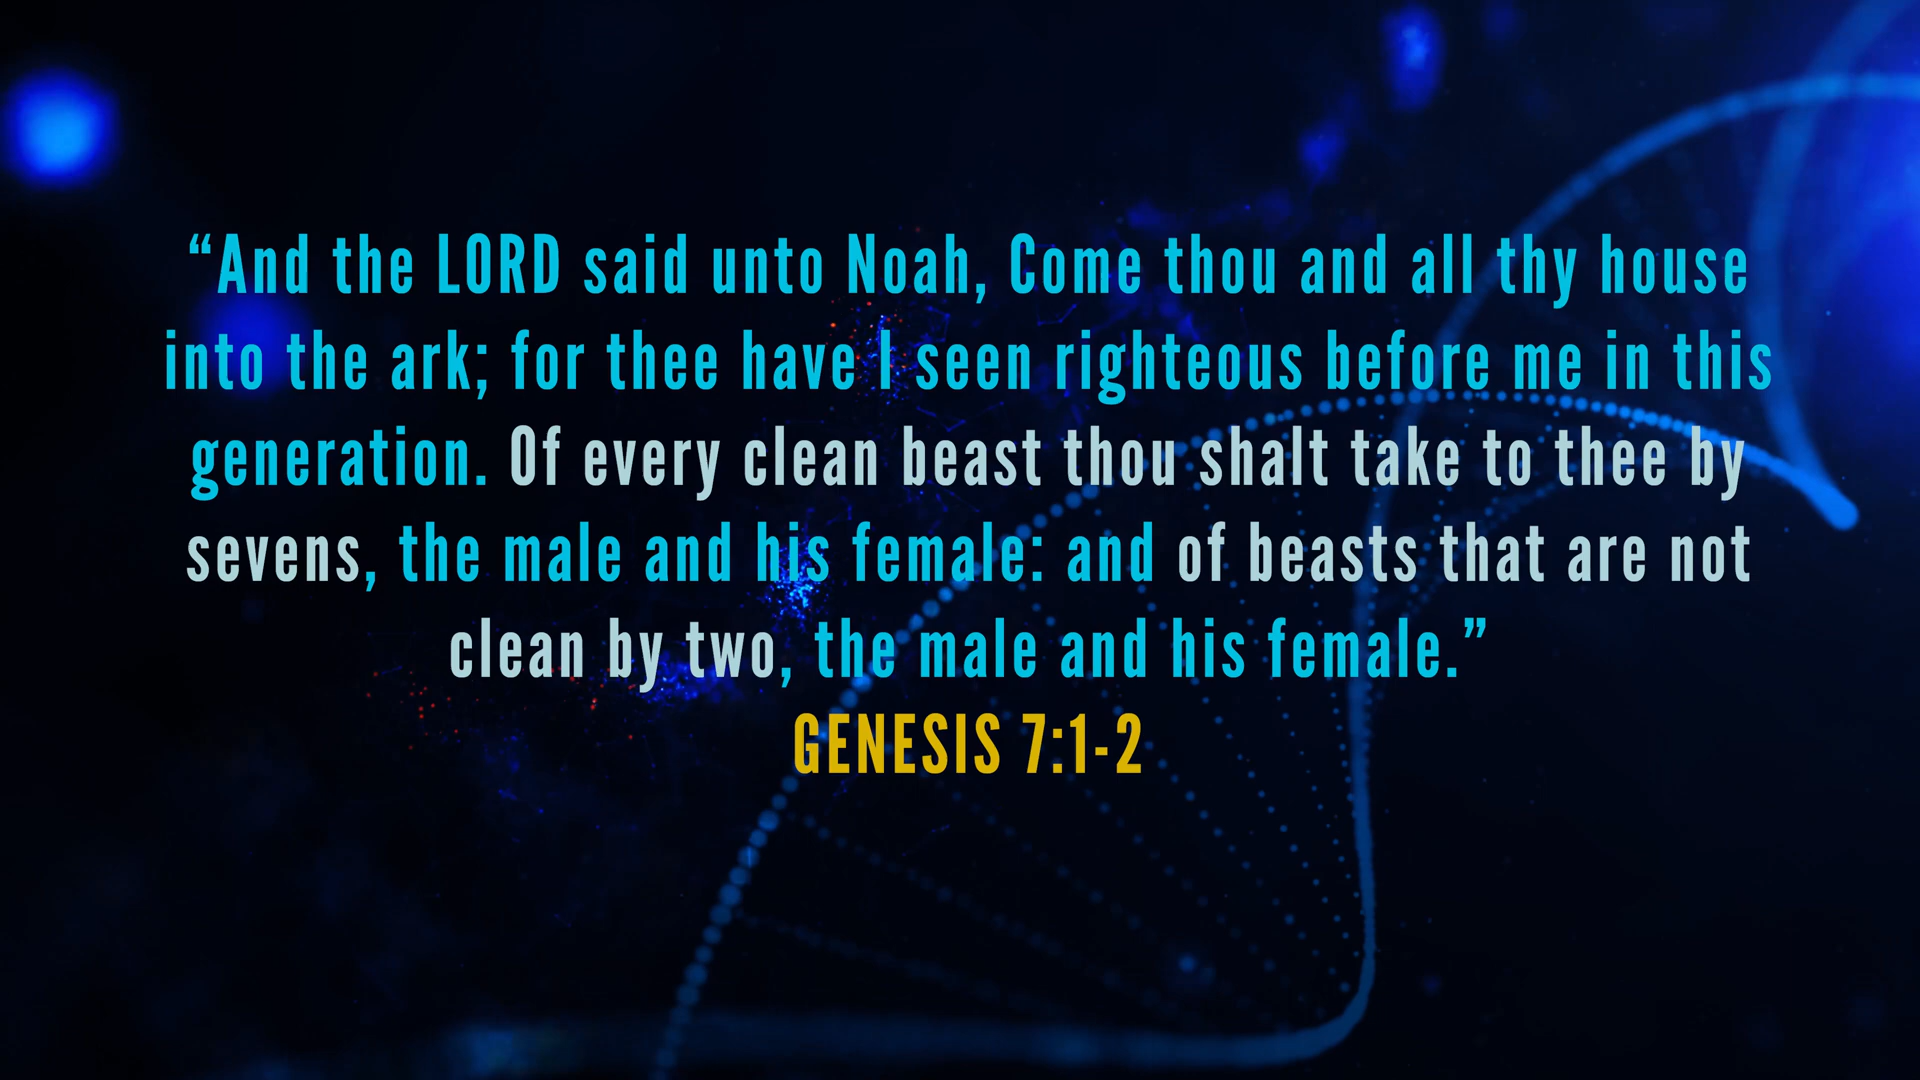 “And the LORD said unto Noah, Come thou and all thy house
into the ark; for thee have I seen righteous before me in this
generation. Of every clean beast thou shalt take to thee by
sevens, the male and his female: and of beasts that are not
clean by two, the male and his female.”
GENESIS 7:1-2